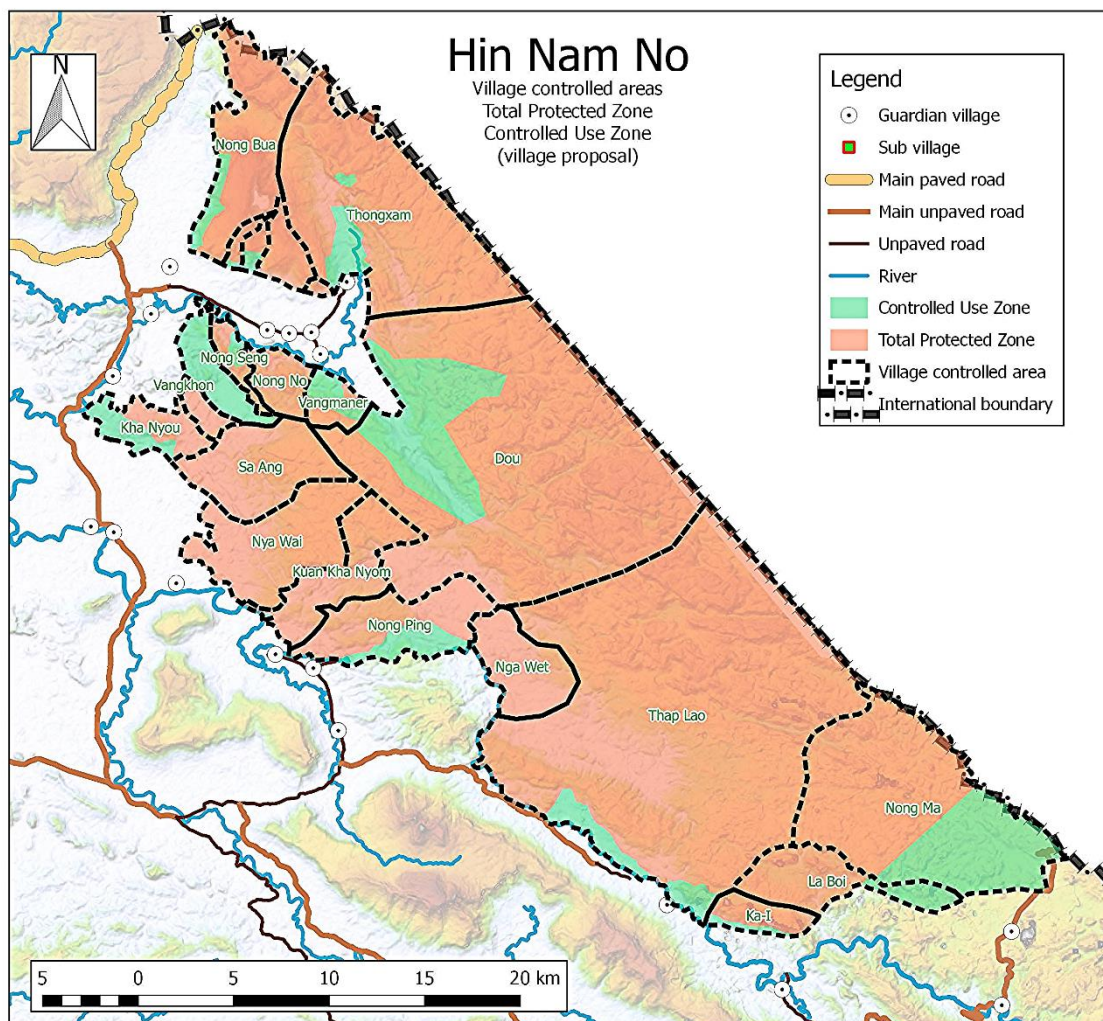 Hin Nam No
Village controlled areas
Total Protected Zone
Controlled Use Zone
(village proposal)
N
Legend
Guardian village
Sub village
Main paved road
Main unpaved road
Unpaved road
River
Controlled Use Zone
Total Protected Zone
Village controlled area
International boundary
Nong Bua
Thongxam
Nong Seng
Nong No
Vangkhon
Vangmaner
Kha Nyou
Sa Ang
Dou
Nya Wai
Kuan Kha Nyom
Nong Ping
Nga Wet
Thap Lao
Nong Ma
La Boi
Ka-I
5 0 5 10 15 20 km